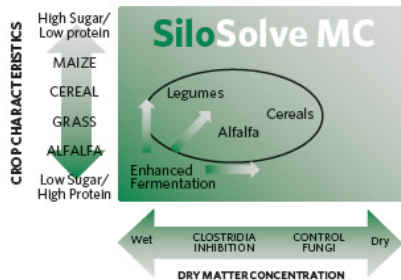 CROP CHARACTERISTICS
High Sugar/
Low protein
MAIZE
CEREAL
GRASS
ALFALFA
Low Sugar/
High Protein
SiloSolve MC
Legumes
Cereals
Alfalfa
Enhanced
Fermentation
Wet
CLOSTRIDIA
INHIBITION
CONTROL
FUNGI
Dry
DRY MATTER CONCENTRATION